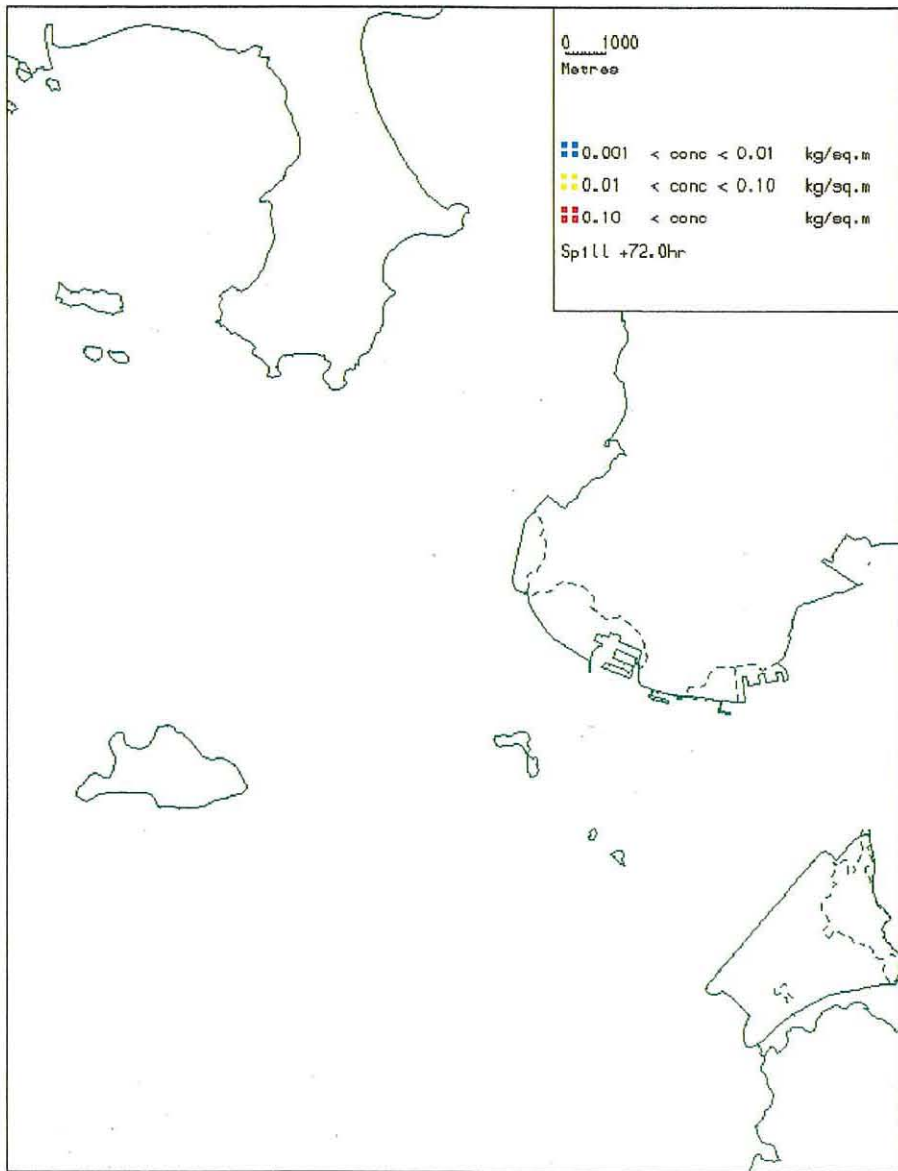 0 1000
Metres
0.001 < conc < 0.01 kg/sq.m
0.01 < conc < 0.10 kg/sq.m
0.10 < conc kg/sq.m
Spill +72.0hr